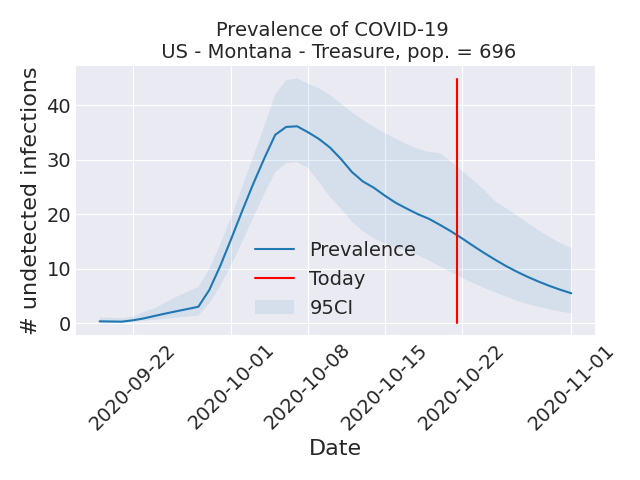 Prevalence of COVID-19
US - Montana - Treasure, pop. = 696
# undetected infections
40
30
20
10
0
Prevalence
Today
95CI
2020-09-22
2020-10-01
2020-10-08
2020-10-15
2020-10-22
2020-11-01
Date